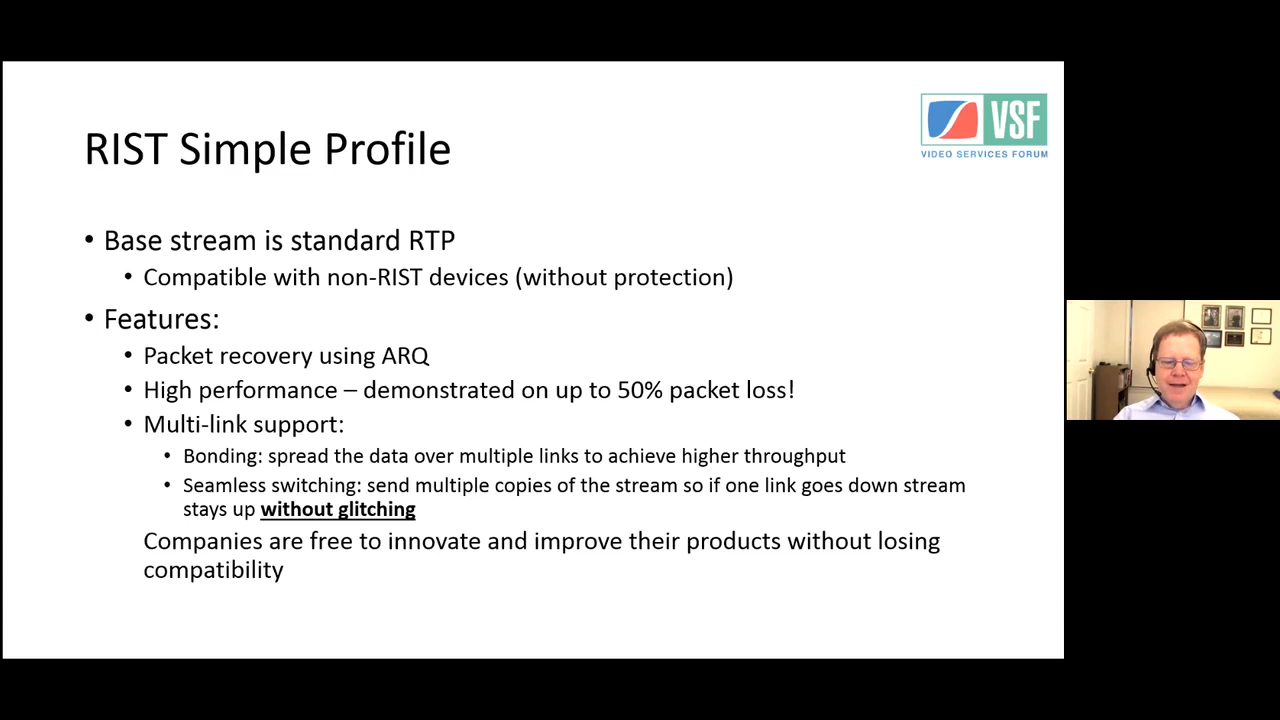 VSF
VIDEO SERVICES FORUM
RIST Simple Profile
• Base stream is standard RTP
• Compatible with non-RIST devices (without protection)
• Features:
• Packet recovery using ARQ
• High performance – demonstrated on up to 50% packet loss!
• Multi-link support:
• Bonding: spread the data over multiple links to achieve higher throughput
• Seamless switching: send multiple copies of the stream so if one link goes down stream
stays up without glitching
Companies are free to innovate and improve their products without losing
compatibility